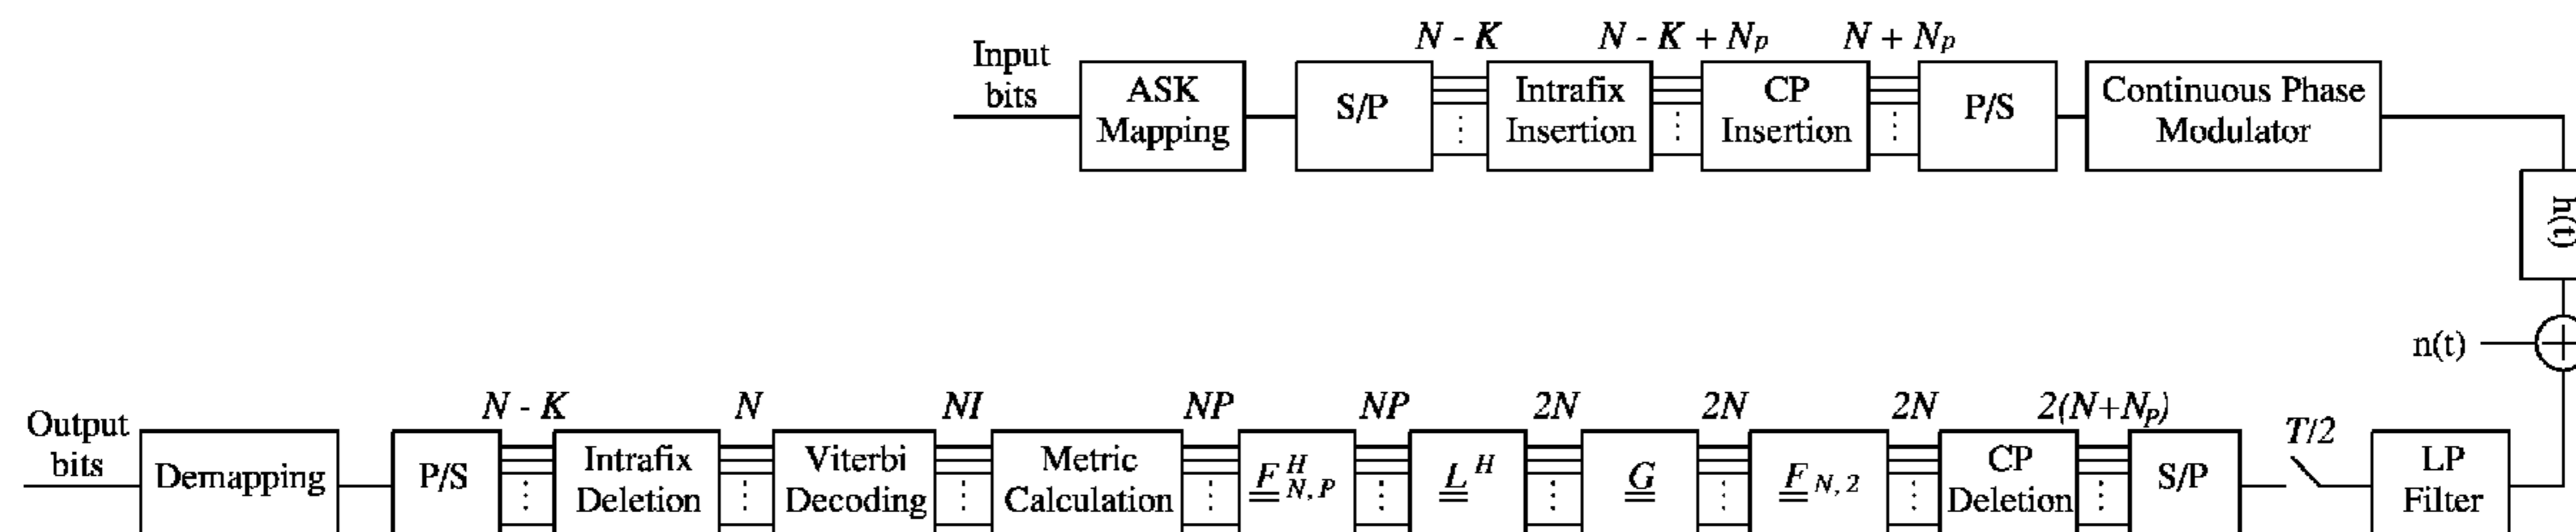 N - K
N - K + Np
N + Np
Input bits
ASK Mapping
S/P
Intrafix Insertion
CP Insertion
P/S
Continuous Phase Modulator
h(t)
n(t)
N - K
N
NI
NP
NP
2N
2N
2N
2(N+Np)
T/2
Output bits
Demapping
P/S
Intrafix Deletion
Viterbi Decoding
Metric Calculation
F H N, P
L H
G
F N, 2
CP Deletion
S/P
LP Filter